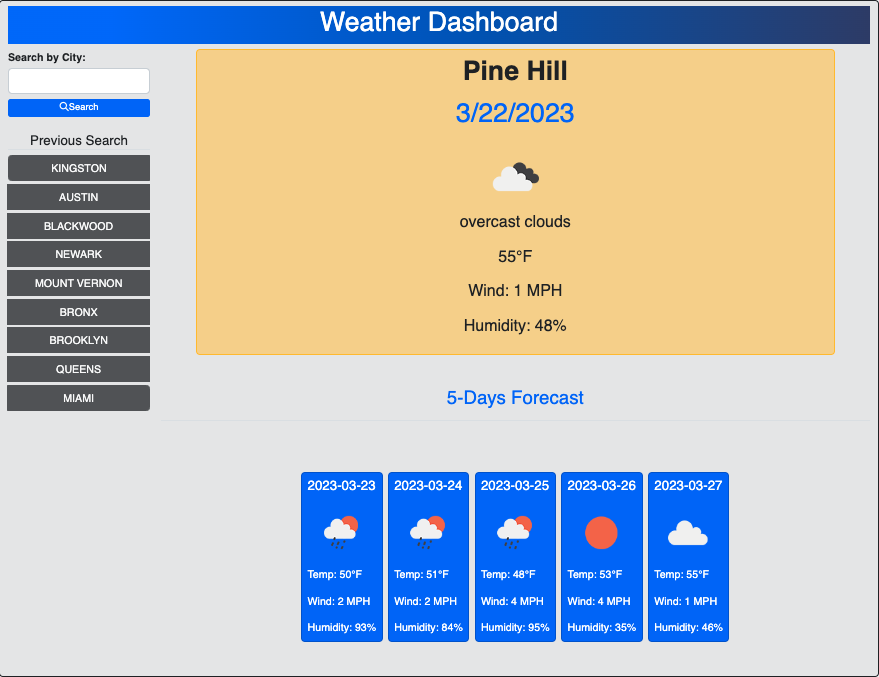 Weather Dashboard
Search by City:
Search
Previous Search
KINGSTON
AUSTIN
BLACKWOOD
NEWARK
MOUNT VERNON
BRONX
BROOKLYN
QUEENS
MIAMI
Pine Hill
3/22/2023
overcast clouds
55°F
Wind: 1 MPH
Humidity: 48%
5-Days Forecast
2023-03-23
Temp: 50°F
Wind: 2 MPH
Humidity: 93%
2023-03-24
Temp: 51°F
Wind: 2 MPH
Humidity: 84%
2023-03-25
Temp: 48°F
Wind: 4 MPH
Humidity: 95%
2023-03-26
Temp: 53°F
Wind: 4 MPH
Humidity: 35%
2023-03-27
Temp: 55°F
Wind: 1 MPH
Humidity: 46%